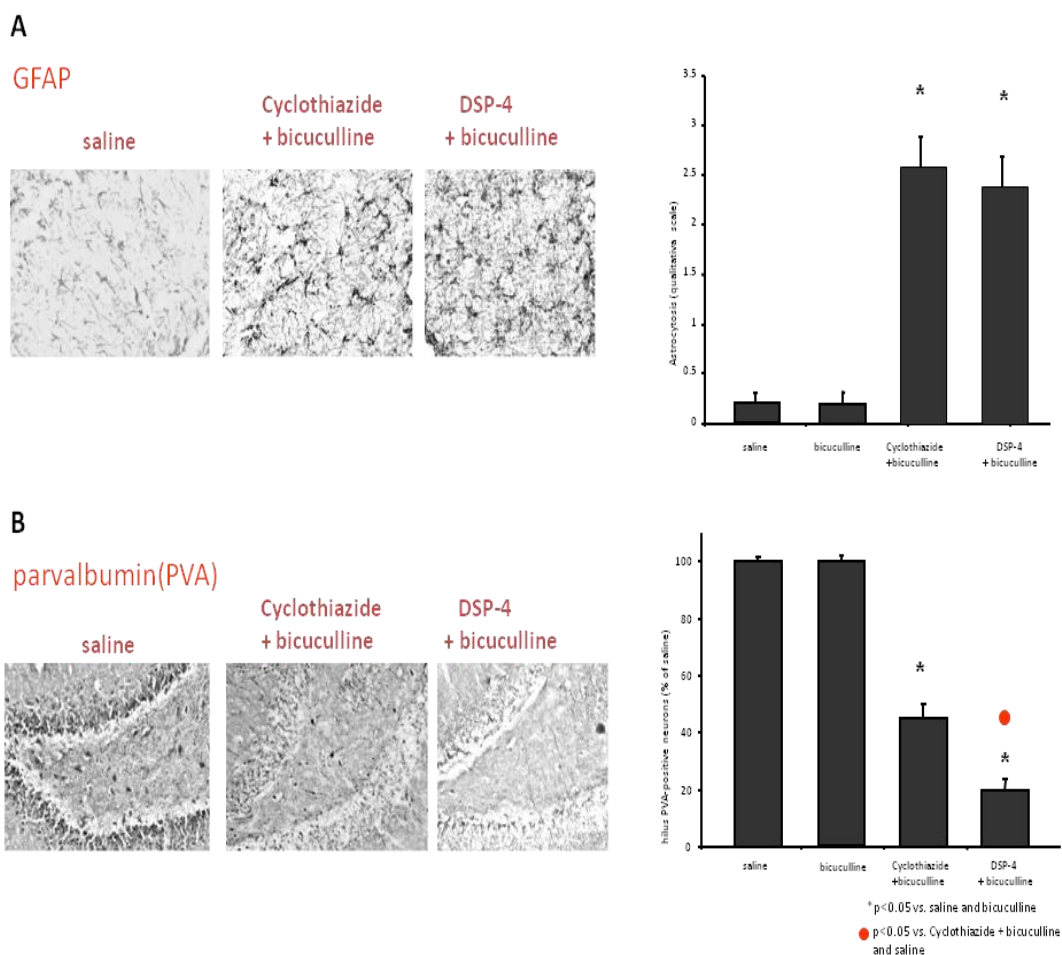 A
GFAP
saline
Cyclothiazide
+ bicuculline
DSP-4
+ bicuculline
3.5
3
2.5
2
1.5
1
0.5
0
Astrocytosis (qualitative scale)
*
*
saline
bicuculline
Cyclothiazide
+bicuculline
DSP-4
+ bicuculline
B
parvalbumin(PVA)
saline
Cyclothiazide
+ bicuculline
DSP-4
+ bicuculline
100
80
60
40
20
0
hilus PVA-positive neurons (% of saline)
*
*
saline
bicuculline
Cyclothiazide
+bicuculline
DSP-4
+ bicuculline
* p<0.05 vs. saline and bicuculline
p<0.05 vs. Cyclothiazide + bicuculline
and saline